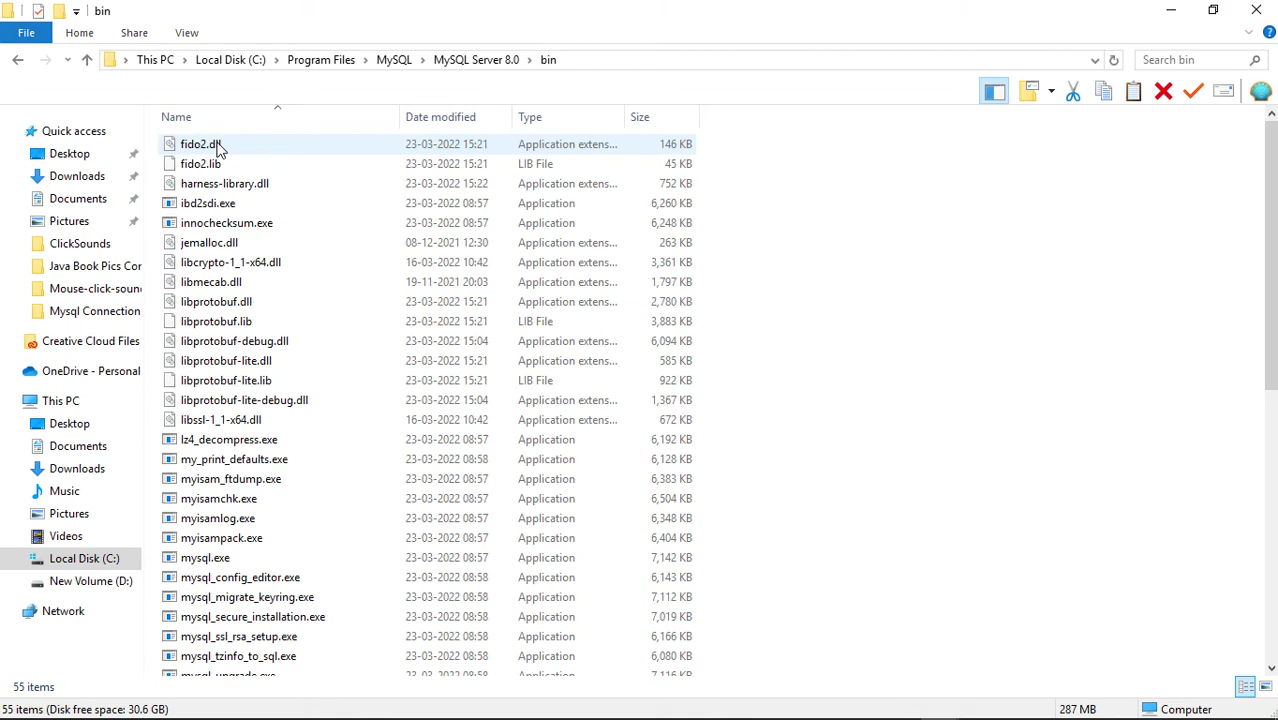 bin
File Home Share View
This PC Local Disk (C:) Program Files MySQL MySQL Server 8.0 bin Search bin
Name Date modified Type Size
Quick access
Desktop
Downloads
Documents
Pictures
ClickSounds
Java Book Pics Cor
Mouse-click-soun
Mysql Connection
Creative Cloud Files
OneDrive - Personal
This PC
Desktop
Documents
Downloads
Music
Pictures
Videos
Local Disk (C:)
New Volume (D:)
Network
fido2.dll 23-03-2022 15:21 Application extens... 146 KB
fido2.lib 23-03-2022 15:21 LIB File 45 KB
harness-library.dll 23-03-2022 15:22 Application extens... 752 KB
ibd2sdi.exe 23-03-2022 08:57 Application 6,260 KB
innochecksum.exe 23-03-2022 08:57 Application 6,248 KB
jemalloc.dll 08-12-2021 12:30 Application extens... 263 KB
libcrypto-1_1-x64.dll 16-03-2022 10:42 Application extens... 3,361 KB
libmecab.dll 19-11-2021 20:03 Application extens... 1,797 KB
libprotobuf.dll 23-03-2022 15:21 Application extens... 2,780 KB
libprotobuf.lib 23-03-2022 15:21 LIB File 3,883 KB
libprotobuf-debug.dll 23-03-2022 15:04 Application extens... 6,094 KB
libprotobuf-lite.dll 23-03-2022 15:21 Application extens... 585 KB
libprotobuf-lite.lib 23-03-2022 15:21 LIB File 922 KB
libprotobuf-lite-debug.dll 23-03-2022 15:04 Application extens... 1,367 KB
libssl-1_1-x64.dll 16-03-2022 10:42 Application extens... 672 KB
lz4_decompress.exe 23-03-2022 08:57 Application 6,192 KB
my_print_defaults.exe 23-03-2022 08:58 Application 6,128 KB
myisam_ftdump.exe 23-03-2022 08:57 Application 6,383 KB
myisamchk.exe 23-03-2022 08:57 Application 6,504 KB
myisamlog.exe 23-03-2022 08:57 Application 6,348 KB
myisampack.exe 23-03-2022 08:57 Application 6,404 KB
mysql.exe 23-03-2022 08:57 Application 7,142 KB
mysql_config_editor.exe 23-03-2022 08:58 Application 6,143 KB
mysql_migrate_keyring.exe 23-03-2022 08:58 Application 7,112 KB
mysql_secure_installation.exe 23-03-2022 08:58 Application 7,019 KB
mysql_ssl_rsa_setup.exe 23-03-2022 08:58 Application 6,166 KB
mysql_tzinfo_to_sql.exe 23-03-2022 08:58 Application 6,080 KB
mysql_upgrade.exe 23-03-2022 08:58 Application 7,116 KB
55 items
55 items (Disk free space: 30.6 GB) 287 MB Computer